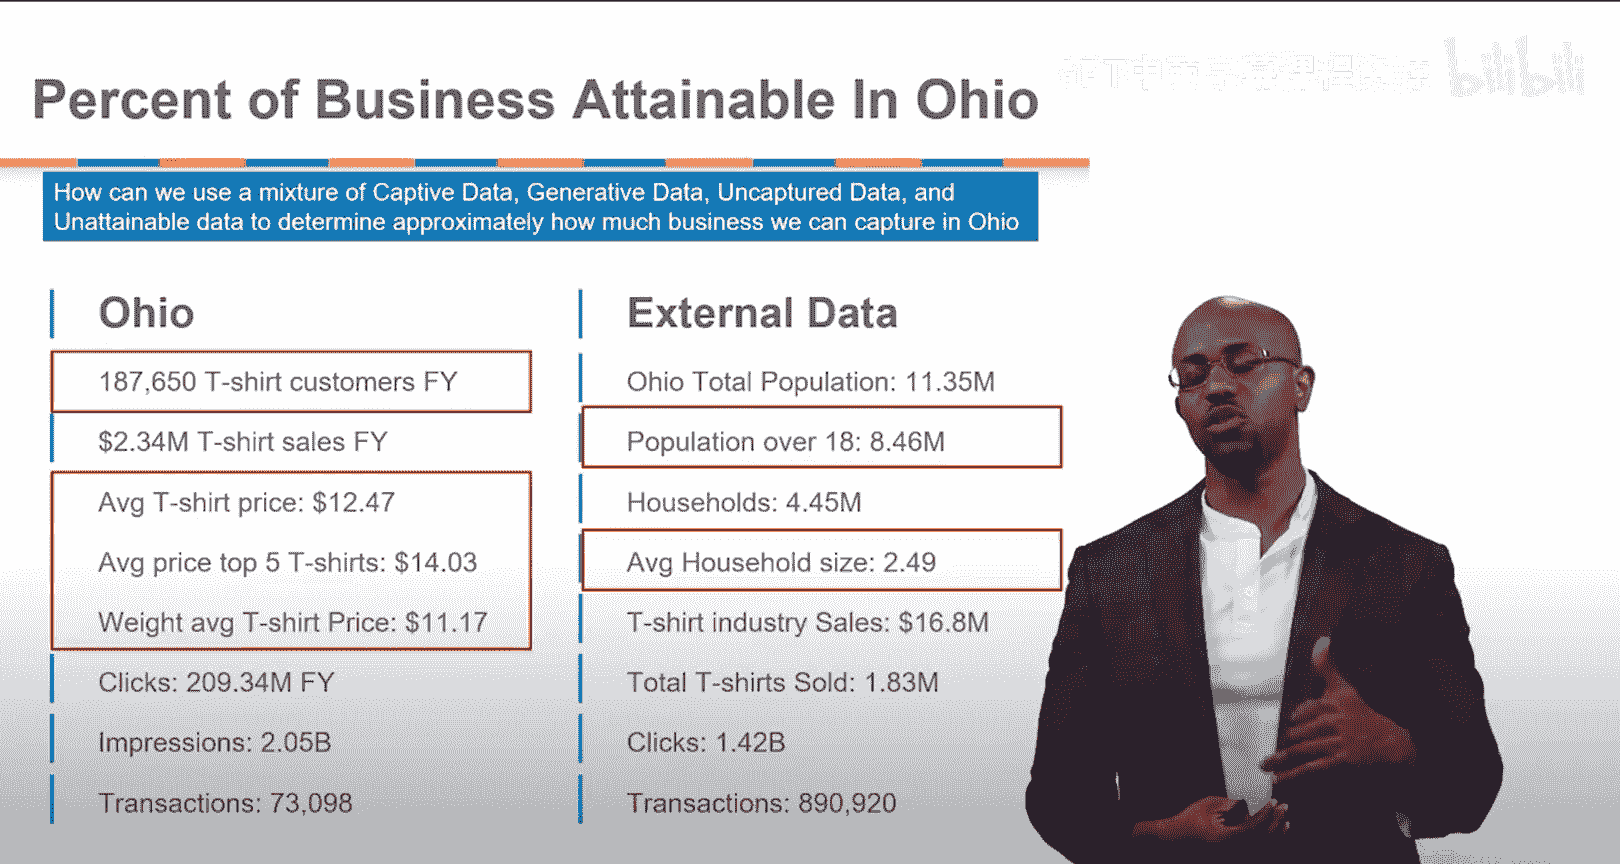 Percent of Business Attainable In Ohio
bilibili
How can we use a mixture of Captive Data, Generative Data, Uncaptured Data, and
Unattainable data to determine approximately how much business we can capture in Ohio
Ohio
187,650 T-shirt customers FY
$2.34M T-shirt sales FY
Avg T-shirt price: $12.47
Avg price top 5 T-shirts: $14.03
Weight avg T-shirt Price: $11.17
Clicks: 209.34M FY
Impressions: 2.05B
Transactions: 73,098
External Data
Ohio Total Population: 11.35M
Population over 18: 8.46M
Households: 4.45M
Avg Household size: 2.49
T-shirt industry Sales: $16.8M
Total T-shirts Sold: 1.83M
Clicks: 1.42B
Transactions: 890,920